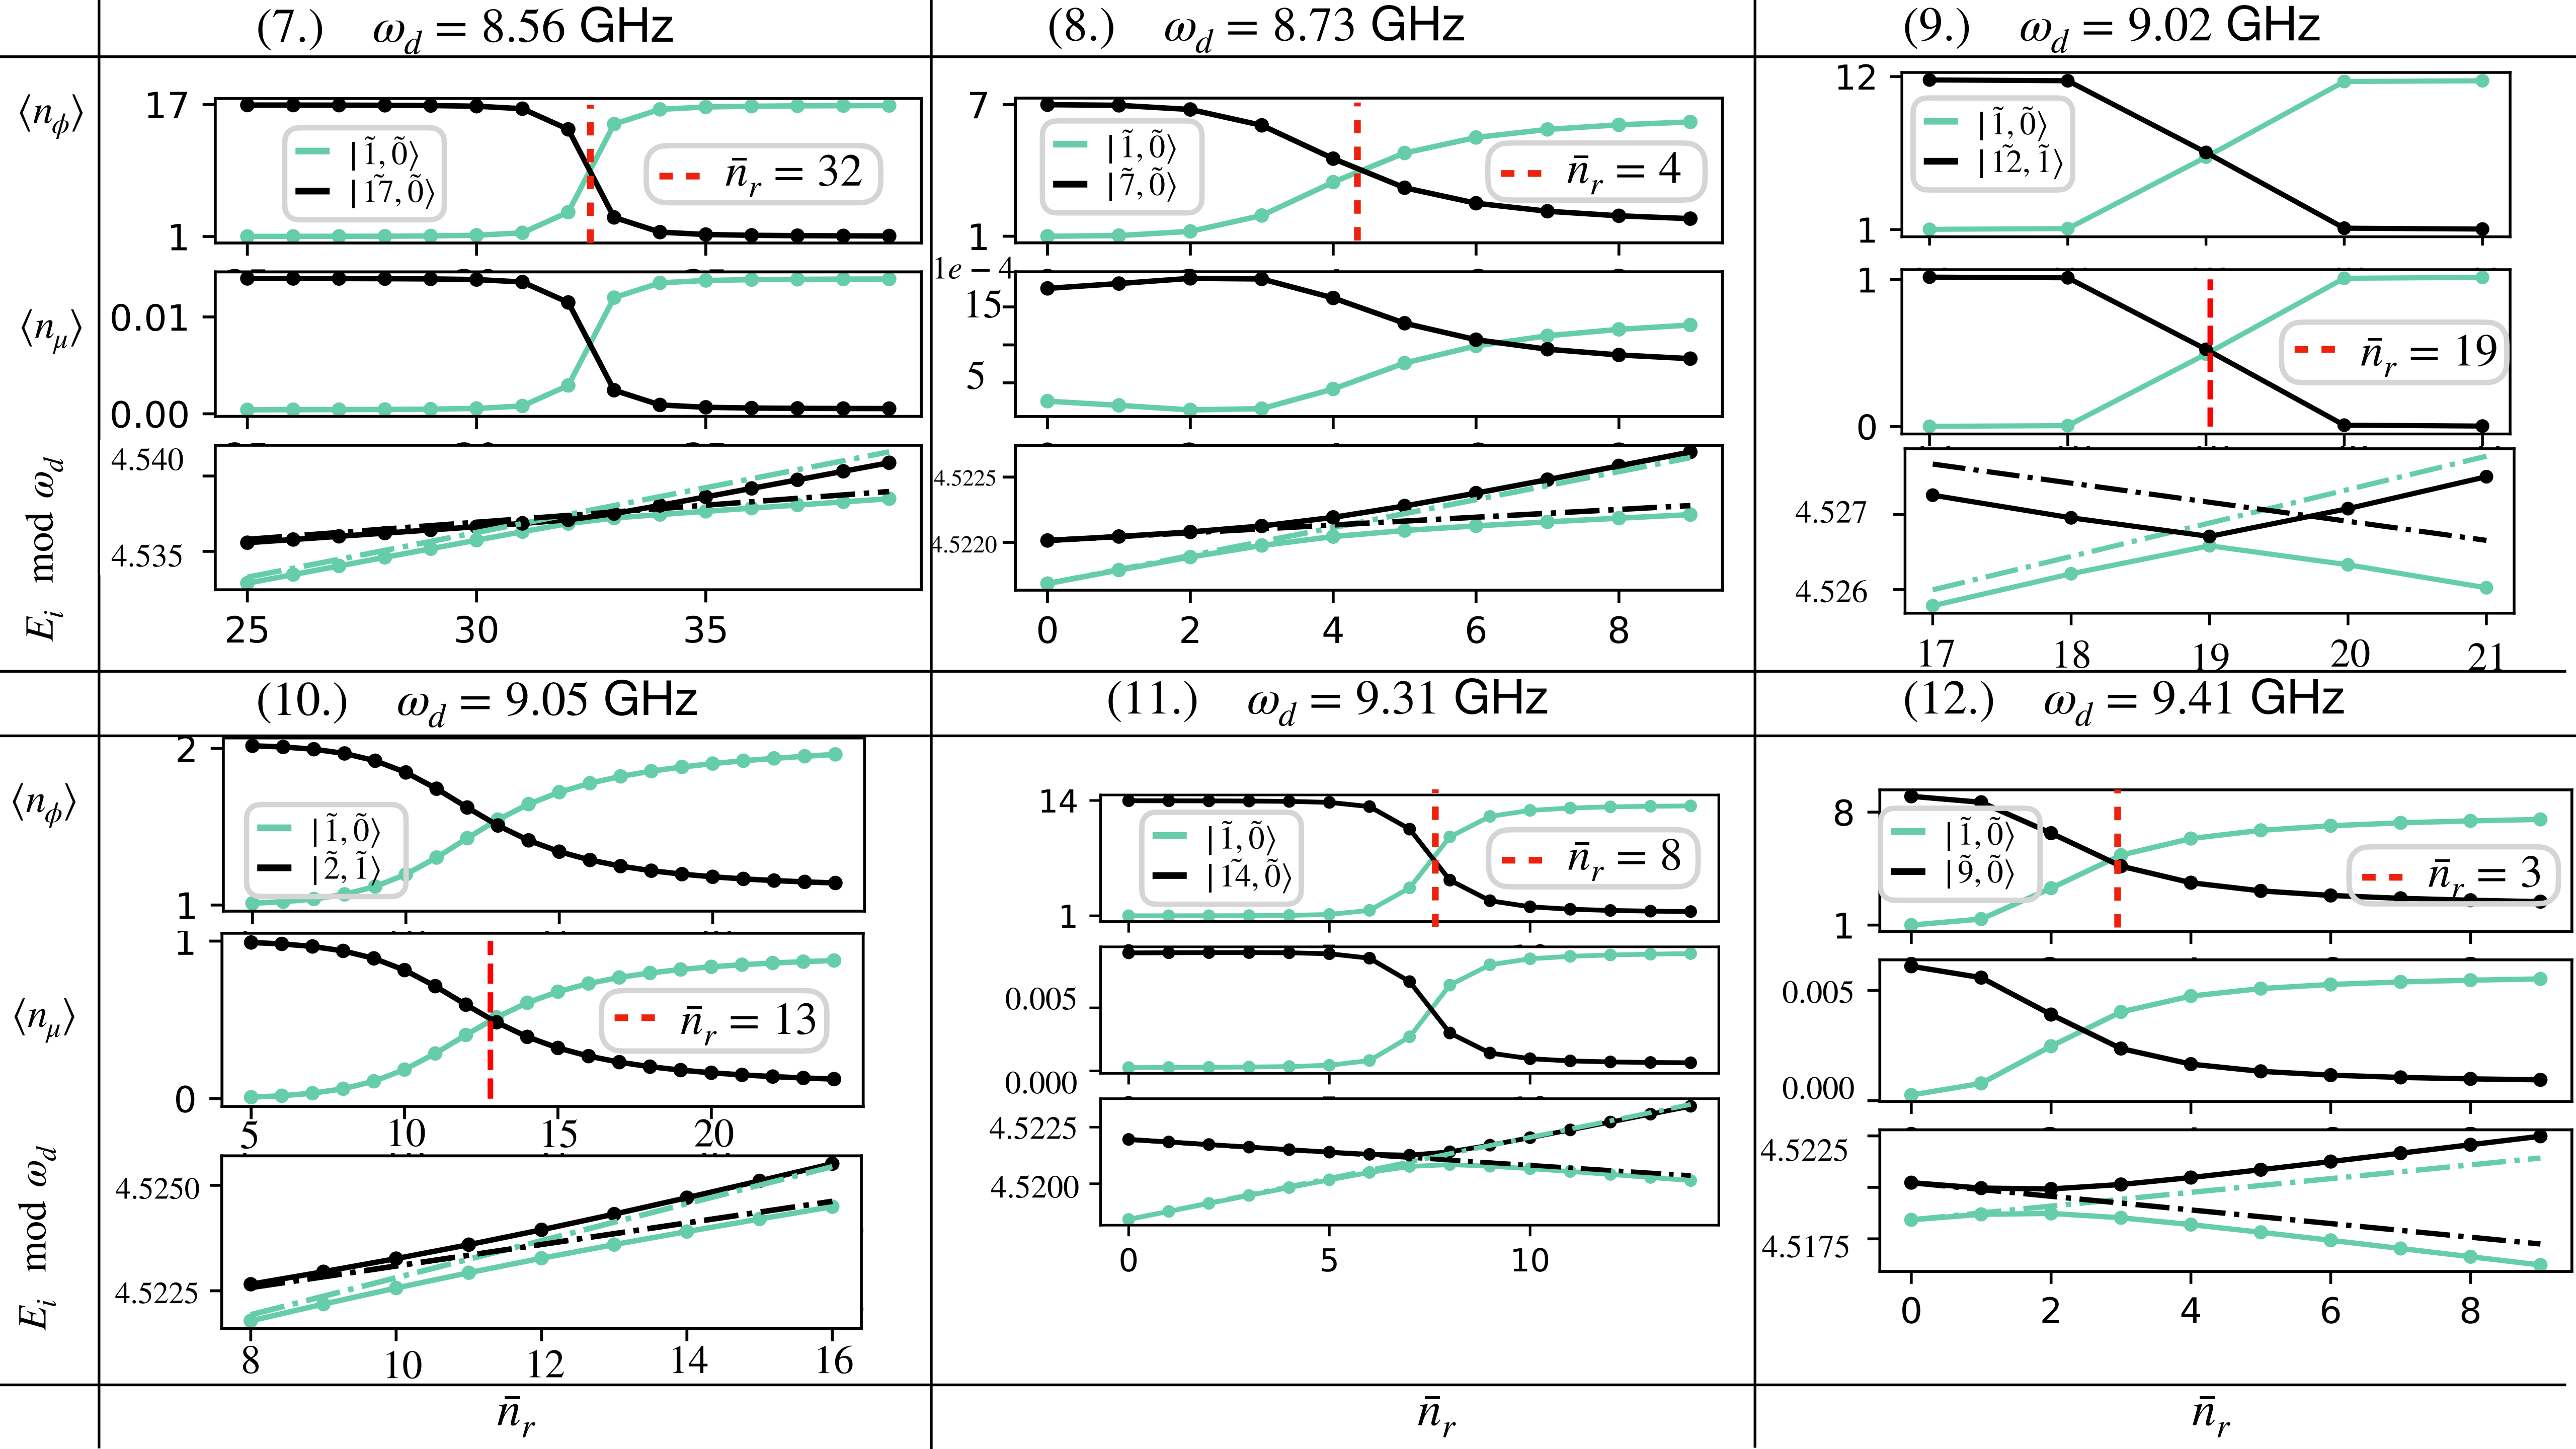 (7.) ω_d = 8.56 GHz
(8.) ω_d = 8.73 GHz
(9.) ω_d = 9.02 GHz
⟨n_ϕ⟩
17
1
|1̃, 0̃⟩
|1̃7, 0̃⟩
n̄_r = 32
7
1
|1̃, 0̃⟩
|7̃, 0̃⟩
n̄_r = 4
12
1
|1̃, 0̃⟩
|1̃2, 1̃⟩
⟨n_μ⟩
0.01
0.00
1e − 4
15
5
1
0
n̄_r = 19
E_i mod ω_d
4.540
4.535
25 30 35
4.5225
4.5220
0 2 4 6 8
4.527
4.526
17 18 19 20 21
(10.) ω_d = 9.05 GHz
(11.) ω_d = 9.31 GHz
(12.) ω_d = 9.41 GHz
⟨n_ϕ⟩
2
1
|1̃, 0̃⟩
|2̃, 1̃⟩
14
1
|1̃, 0̃⟩
|1̃4, 0̃⟩
n̄_r = 8
8
1
|1̃, 0̃⟩
|9̃, 0̃⟩
n̄_r = 3
⟨n_μ⟩
1
0
n̄_r = 13
5 10 15 20
0.005
0.000
0.005
0.000
E_i mod ω_d
4.5250
4.5225
8 10 12 14 16
4.5225
4.5200
0 5 10
4.5225
4.5175
0 2 4 6 8
n̄_r
n̄_r
n̄_r